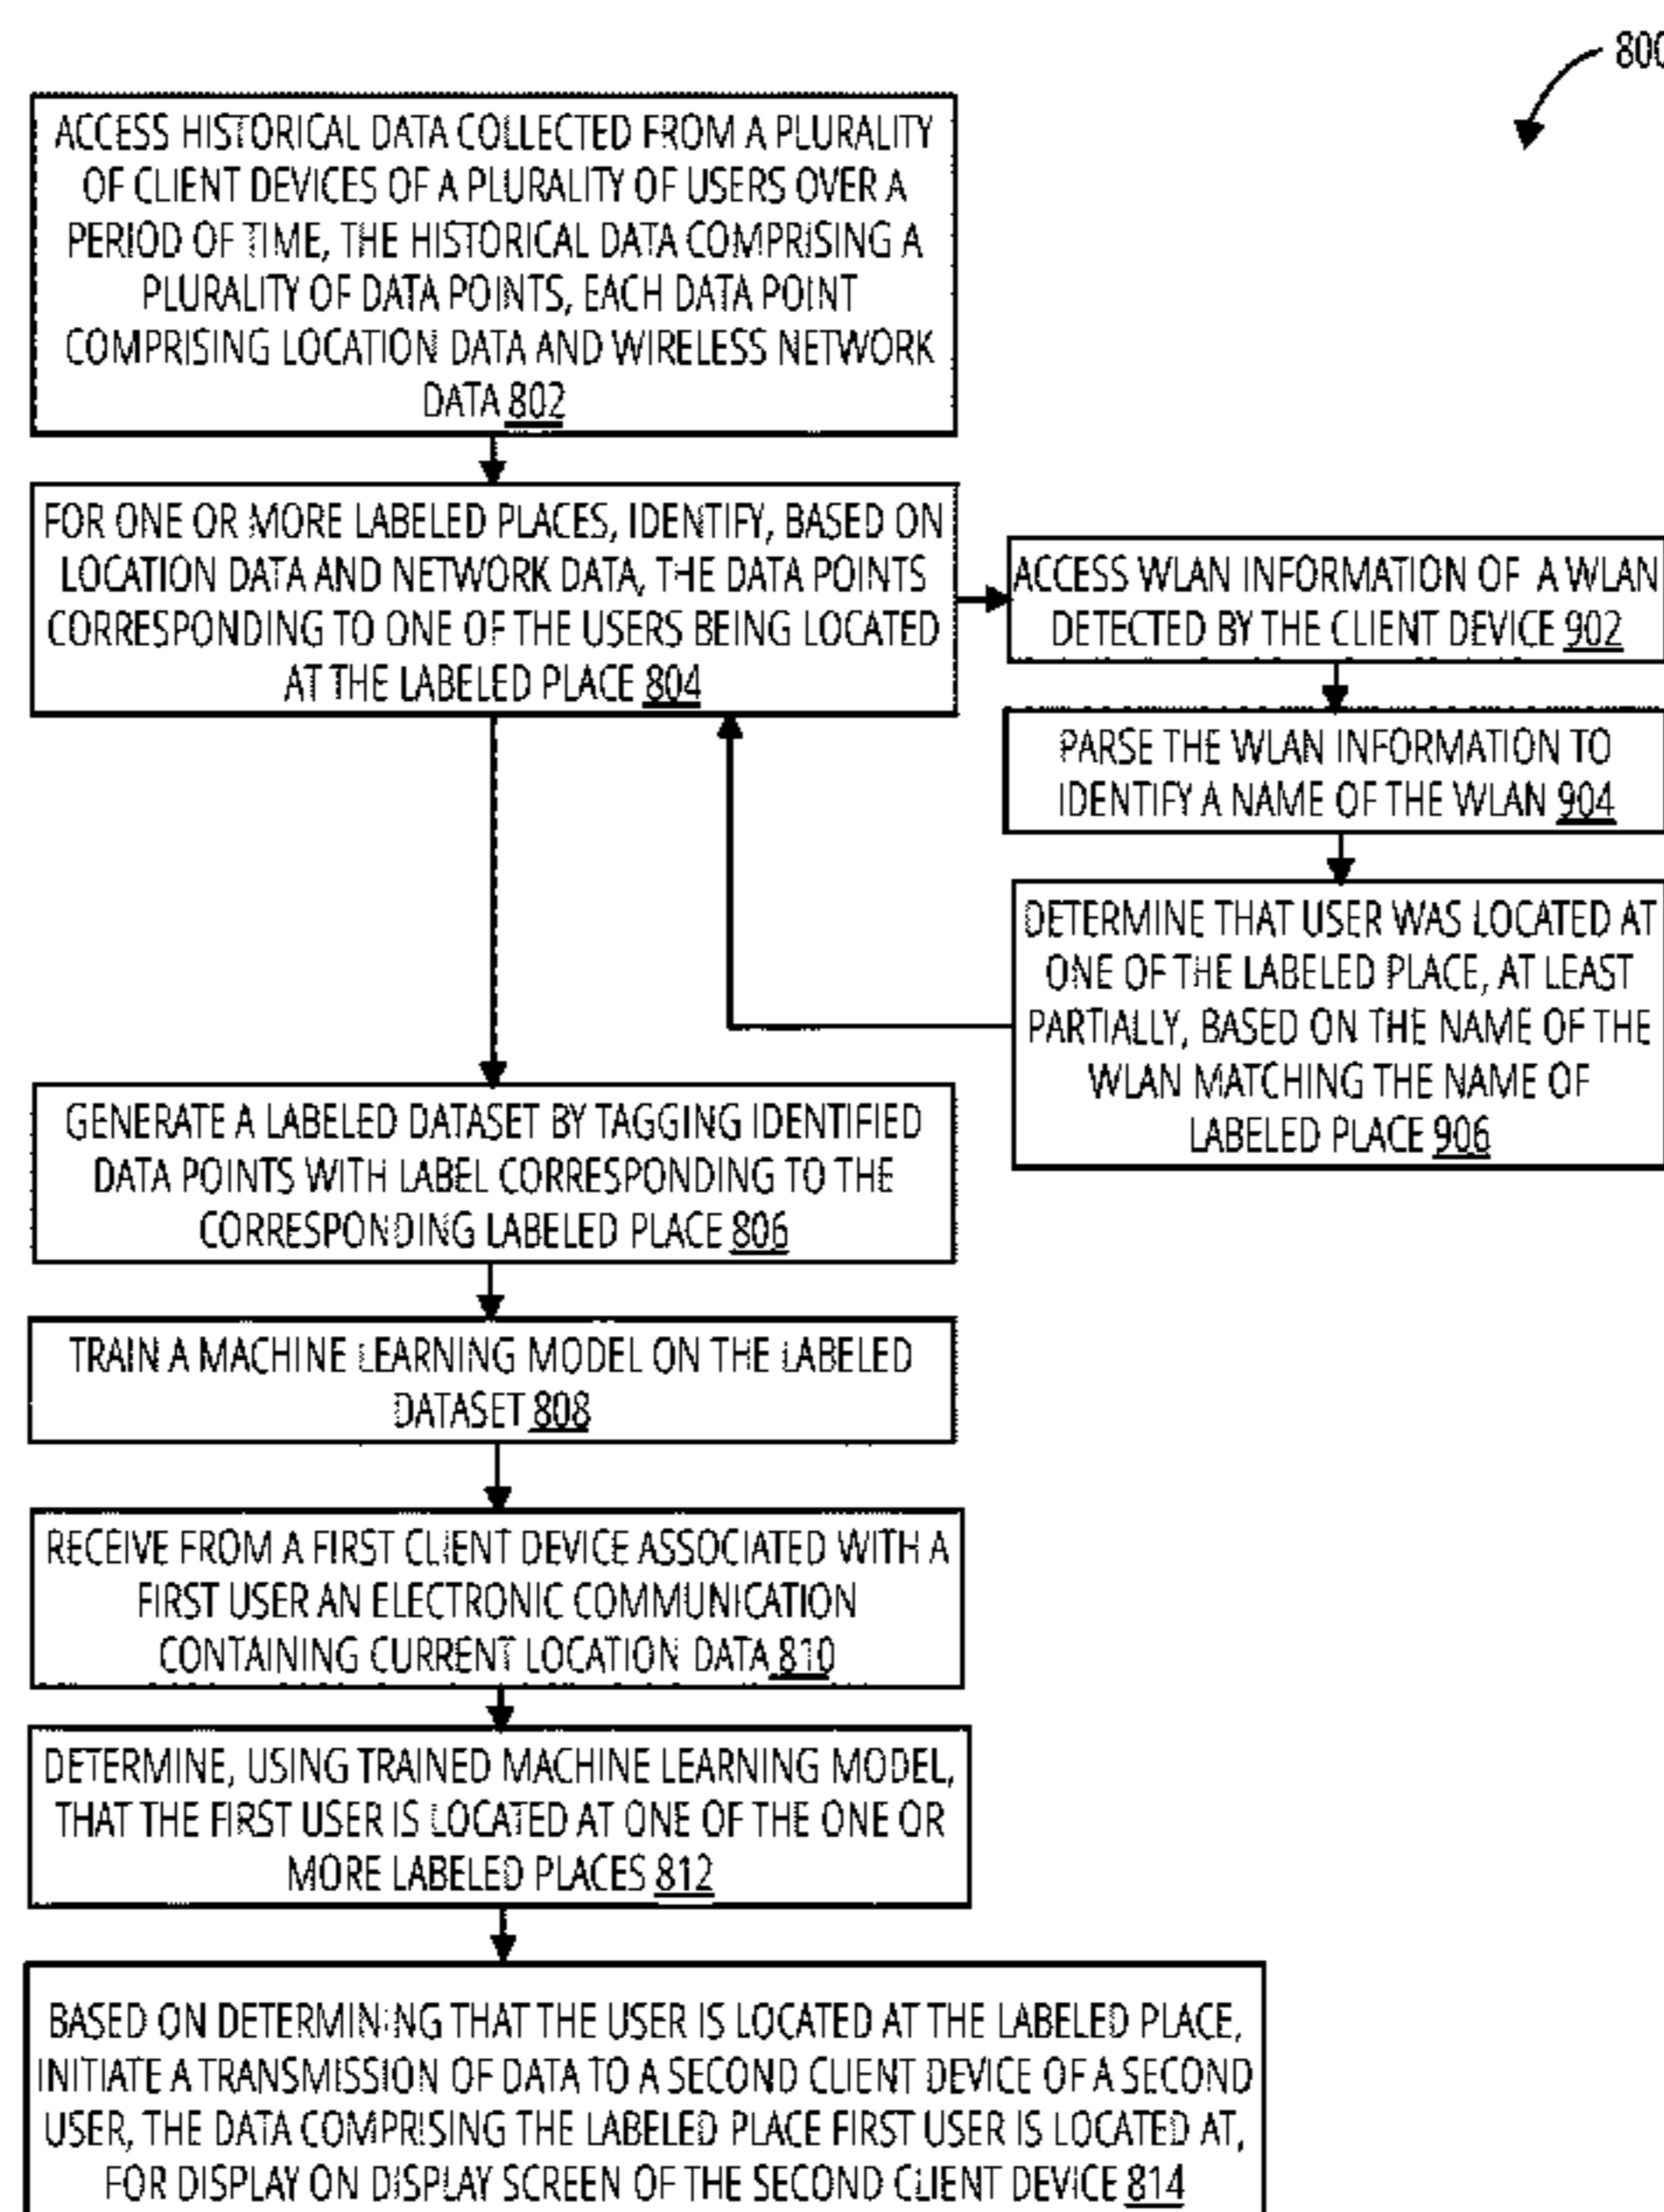 800
ACCESS HISTORICAL DATA COLLECTED FROM A PLURALITY
OF CLIENT DEVICES OF A PLURALITY OF USERS OVER A
PERIOD OF TIME, THE HISTORICAL DATA COMPRISING A
PLURALITY OF DATA POINTS, EACH DATA POINT
COMPRISING LOCATION DATA AND WIRELESS NETWORK
DATA 802
FOR ONE OR MORE LABELED PLACES, IDENTIFY, BASED ON
LOCATION DATA AND NETWORK DATA, THE DATA POINTS
CORRESPONDING TO ONE OF THE USERS BEING LOCATED
AT THE LABELED PLACE 804
ACCESS WLAN INFORMATION OF A WLAN
DETECTED BY THE CLIENT DEVICE 902
PARSE THE WLAN INFORMATION TO
IDENTIFY A NAME OF THE WLAN 904
DETERMINE THAT USER WAS LOCATED AT
ONE OF THE LABELED PLACE, AT LEAST
PARTIALLY, BASED ON THE NAME OF THE
WLAN MATCHING THE NAME OF
LABELED PLACE 906
GENERATE A LABELED DATASET BY TAGGING IDENTIFIED
DATA POINTS WITH LABEL CORRESPONDING TO THE
CORRESPONDING LABELED PLACE 806
TRAIN A MACHINE LEARNING MODEL ON THE LABELED
DATASET 808
RECEIVE FROM A FIRST CLIENT DEVICE ASSOCIATED WITH A
FIRST USER AN ELECTRONIC COMMUNICATION
CONTAINING CURRENT LOCATION DATA 810
DETERMINE, USING TRAINED MACHINE LEARNING MODEL,
THAT THE FIRST USER IS LOCATED AT ONE OF THE ONE OR
MORE LABELED PLACES 812
BASED ON DETERMINING THAT THE USER IS LOCATED AT THE LABELED PLACE,
INITIATE A TRANSMISSION OF DATA TO A SECOND CLIENT DEVICE OF A SECOND
USER, THE DATA COMPRISING THE LABELED PLACE FIRST USER IS LOCATED AT,
FOR DISPLAY ON DISPLAY SCREEN OF THE SECOND CLIENT DEVICE 814